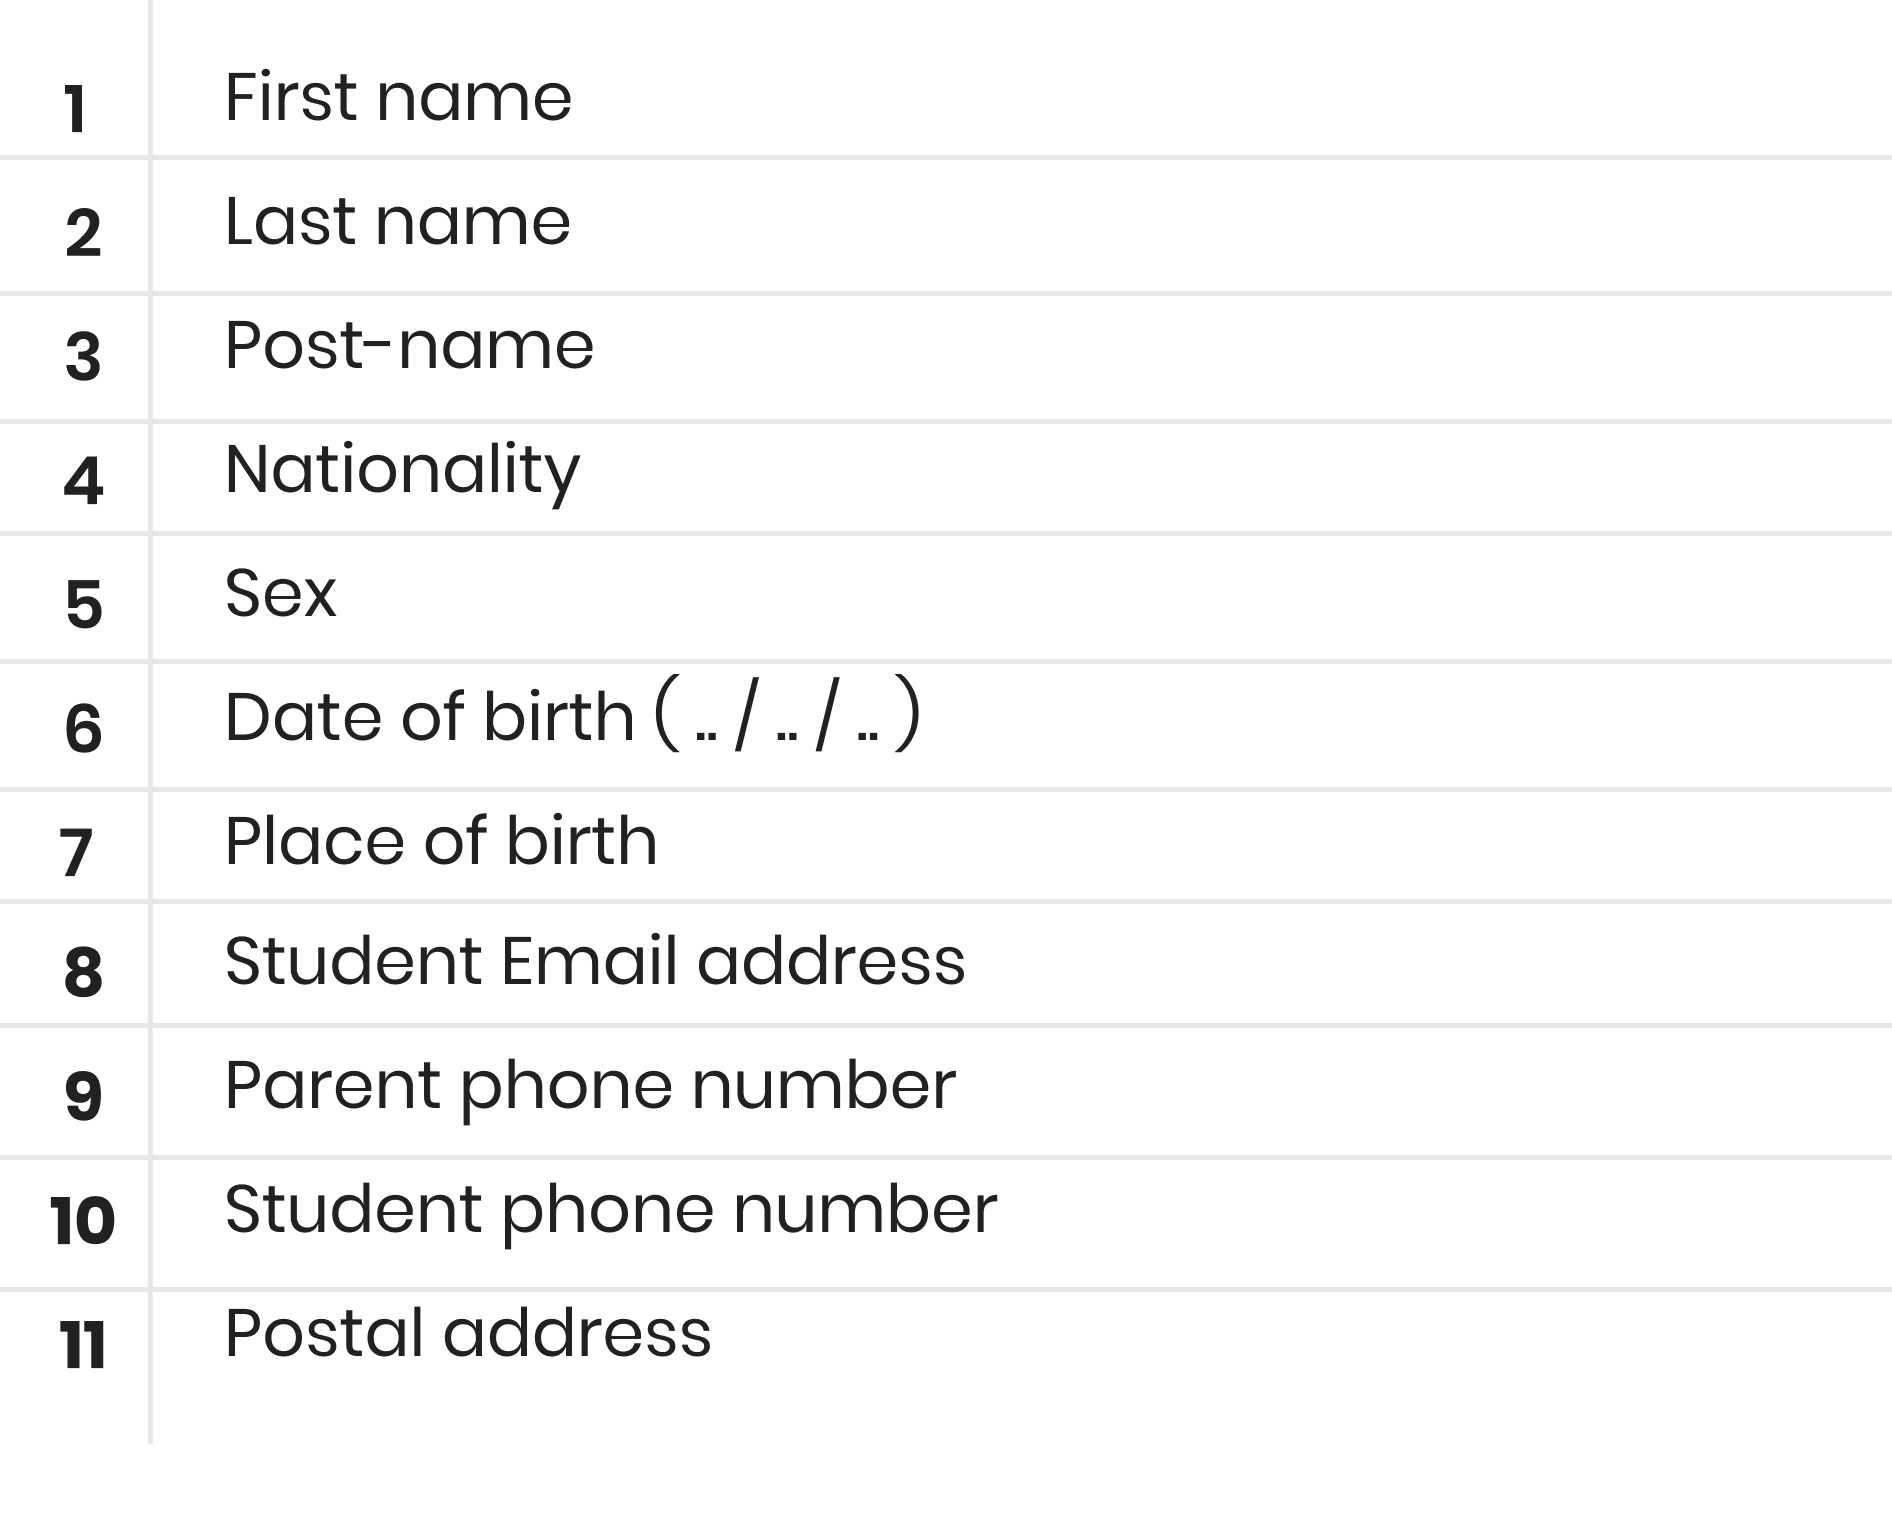 1 First name
2 Last name
3 Post-name
4 Nationality
5 Sex
6 Date of birth ( .. / .. / .. )
7 Place of birth
8 Student Email address
9 Parent phone number
10 Student phone number
11 Postal address